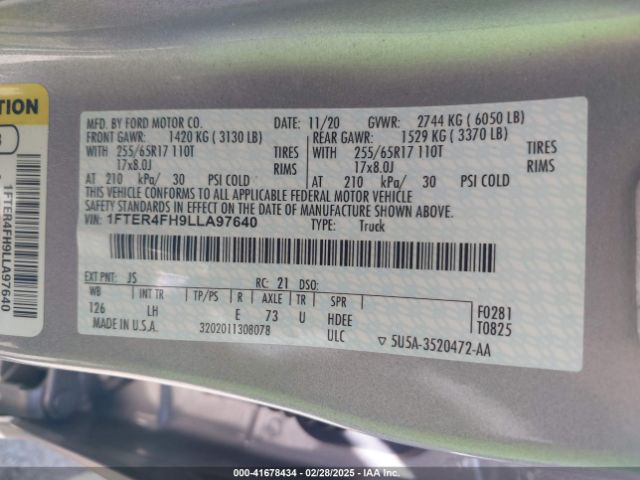 TION
1FTER4FH9LLA97640
MFD. BY FORD MOTOR CO. DATE: 11/20 GVWR: 2744 KG ( 6050 LB)
FRONT GAWR: 1420 KG ( 3130 LB) REAR GAWR: 1529 KG ( 3370 LB)
WITH 255/65R17 110T TIRES WITH 255/65R17 110T TIRES
17x8.0J RIMS 17x8.0J RIMS
AT 210 kPa/ 30 PSI COLD AT 210 kPa/ 30 PSI COLD
THIS VEHICLE CONFORMS TO ALL APPLICABLE FEDERAL MOTOR VEHICLE
SAFETY STANDARDS IN EFFECT ON THE DATE OF MANUFACTURE SHOWN ABOVE.
VIN: 1FTER4FH9LLA97640 TYPE: Truck
EXT PNT: JS RC: 21 DSO:
WB INT TR TP/PS R AXLE TR SPR
126 LH E 73 U HDEE F0281
ULC T0825
MADE IN U.S.A. 3202011308078 ▽ 5U5A-3520472-AA
000-41678434 | 02/28/2025 | IAA Inc.